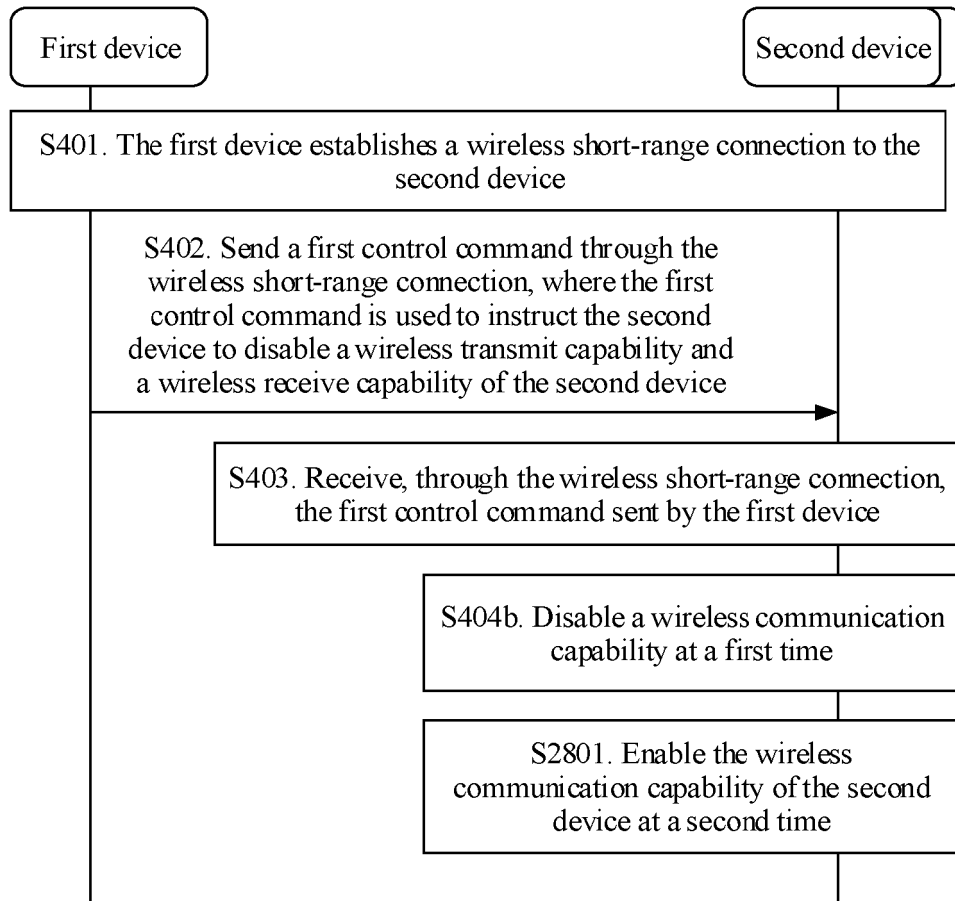 First device
Second device
S401. The first device establishes a wireless short-range connection to the
second device
S402. Send a first control command through the
wireless short-range connection, where the first
control command is used to instruct the second
device to disable a wireless transmit capability and
a wireless receive capability of the second device
S403. Receive, through the wireless short-range connection,
the first control command sent by the first device
S404b. Disable a wireless communication
capability at a first time
S2801. Enable the wireless
communication capability of the second
device at a second time